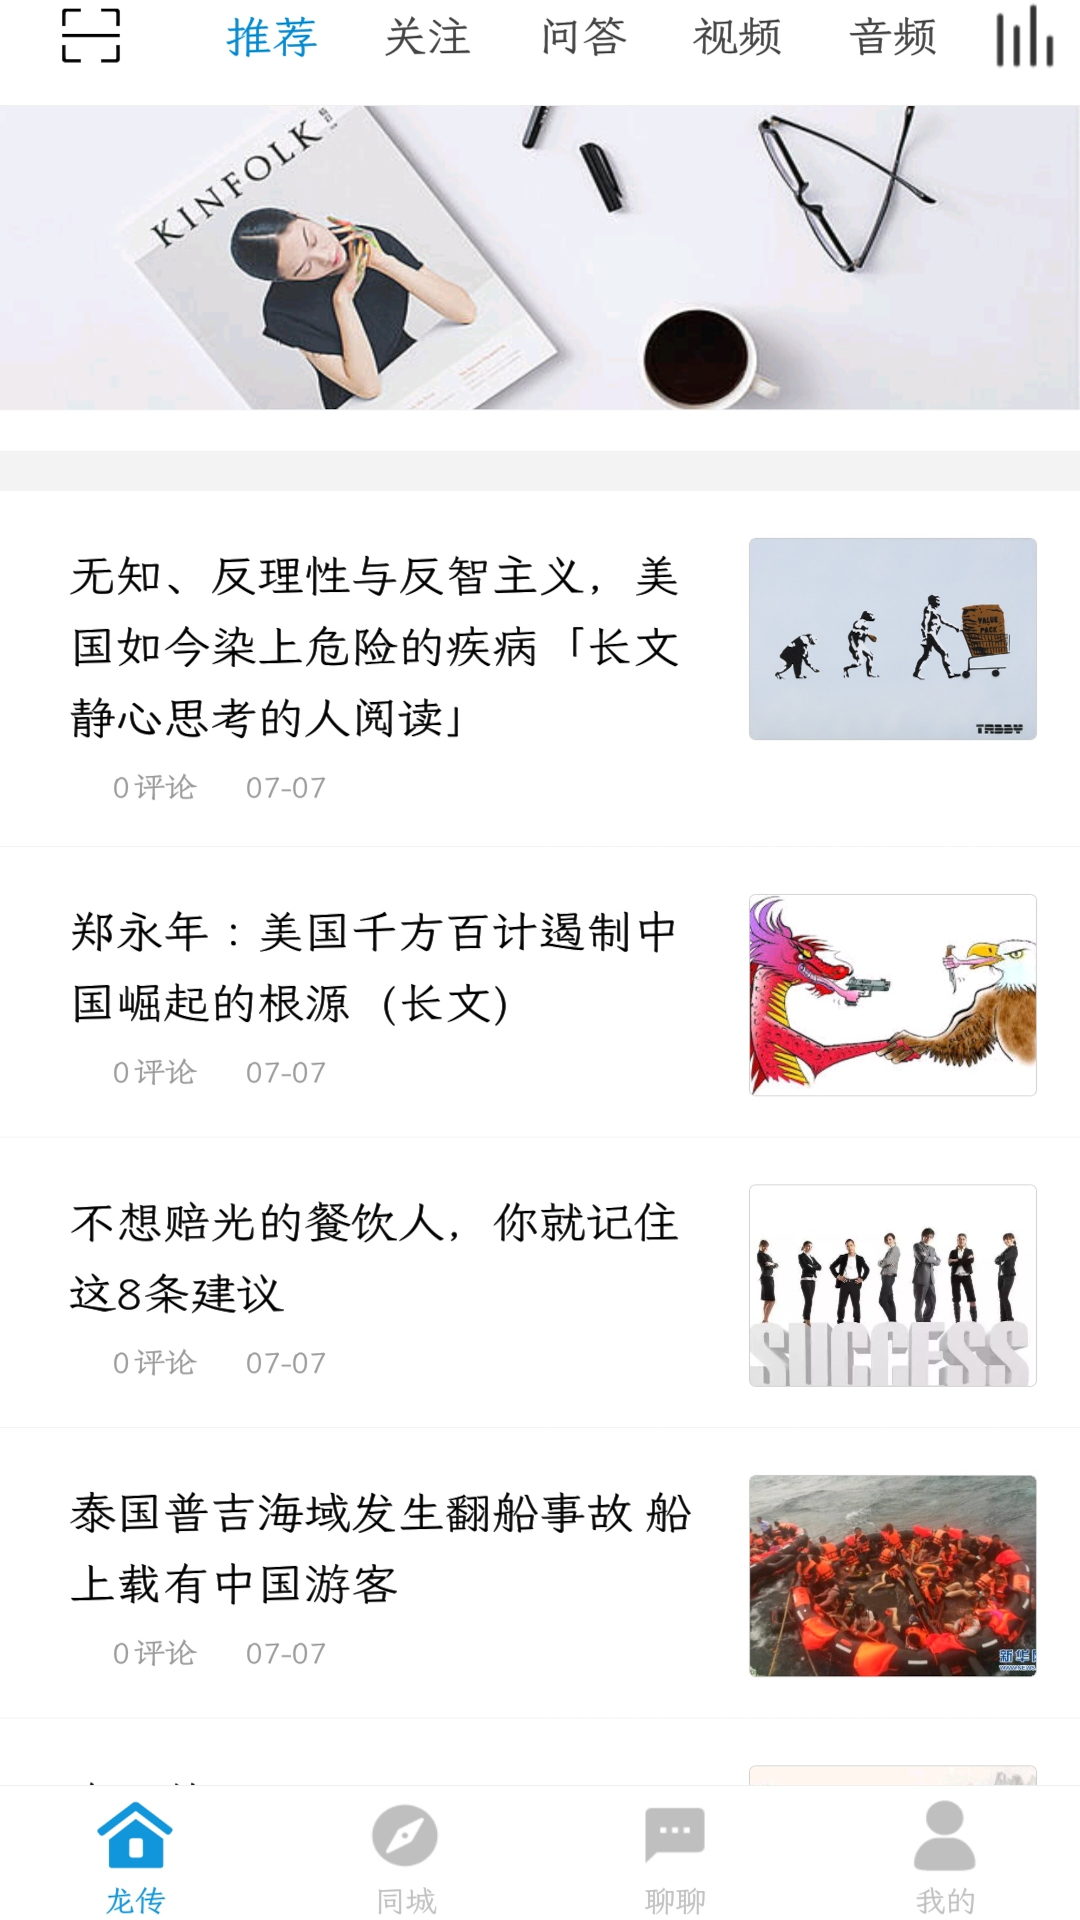 推荐 关注 问答 视频 音频
KINFOLK
无知、反理性与反智主义，美
国如今染上危险的疾病「长文
静心思考的人阅读」
VALUE
PACK
TABBY
0评论 07-07
郑永年：美国千方百计遏制中
国崛起的根源（长文）
0评论 07-07
不想赔光的餐饮人，你就记住
这8条建议
SUCCESS
0评论 07-07
泰国普吉海域发生翻船事故 船
上载有中国游客
新华
0评论 07-07
龙传 同城 聊聊 我的